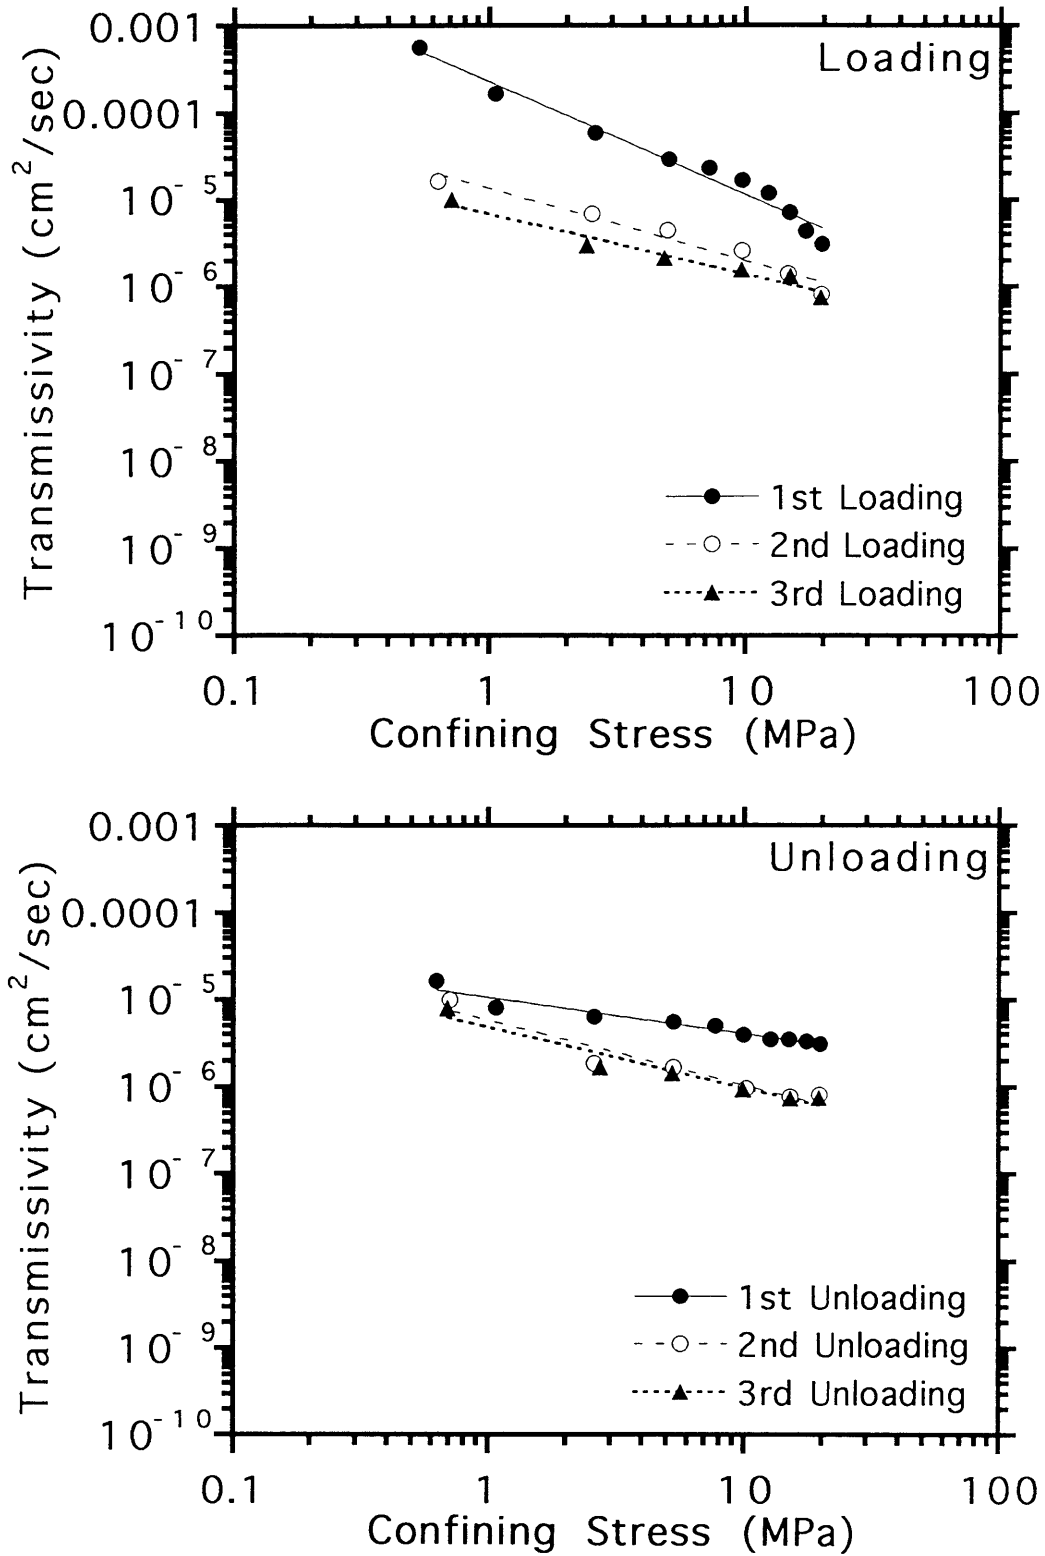 Loading
Transmissivity (cm²/sec)
0.001
0.0001
10⁻⁵
10⁻⁶
10⁻⁷
10⁻⁸
10⁻⁹
10⁻¹⁰
1st Loading
2nd Loading
3rd Loading
0.1 1 10 100
Confining Stress (MPa)
Unloading
Transmissivity (cm²/sec)
0.001
0.0001
10⁻⁵
10⁻⁶
10⁻⁷
10⁻⁸
10⁻⁹
10⁻¹⁰
1st Unloading
2nd Unloading
3rd Unloading
0.1 1 10 100
Confining Stress (MPa)